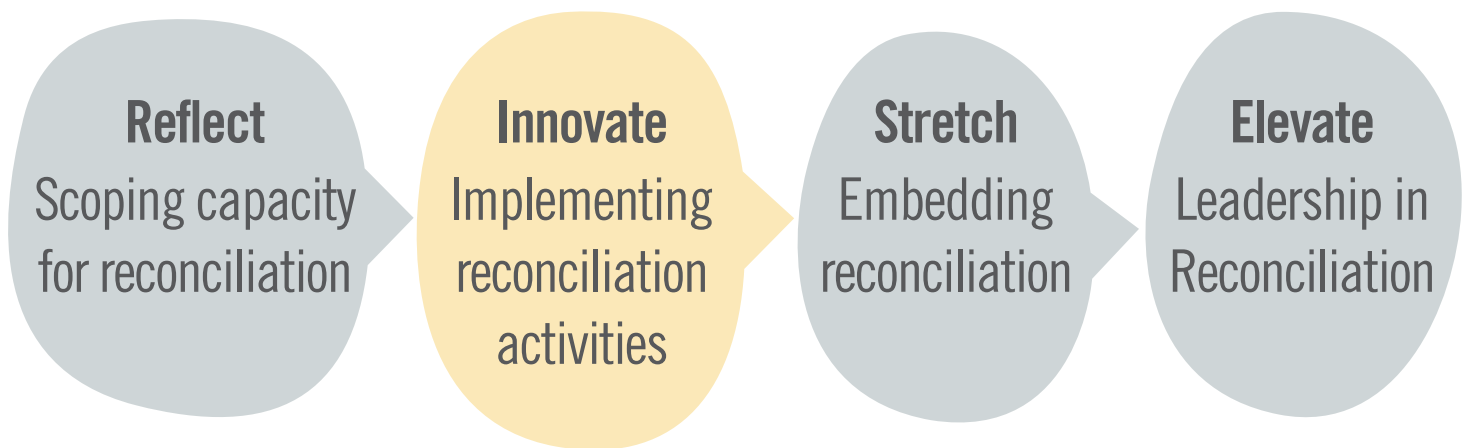 Reflect
Scoping capacity
for reconciliation
Innovate
Implementing
reconciliation
activities
Stretch
Embedding
reconciliation
Elevate
Leadership in
Reconciliation